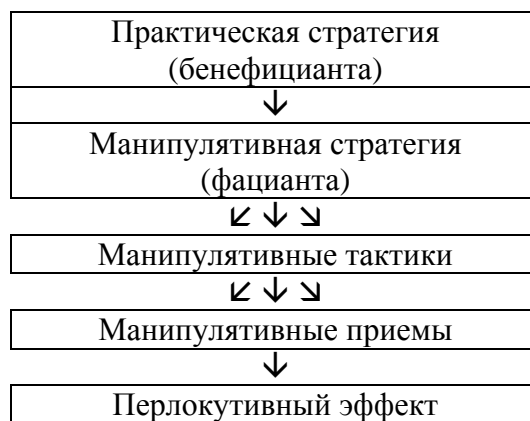 Практическая стратегия
(бенефицианта)
↓
Манипулятивная стратегия
(фацианта)
↙ ↓ ↘
Манипулятивные тактики
↙ ↓ ↘
Манипулятивные приемы
↓
Перлокутивный эффект